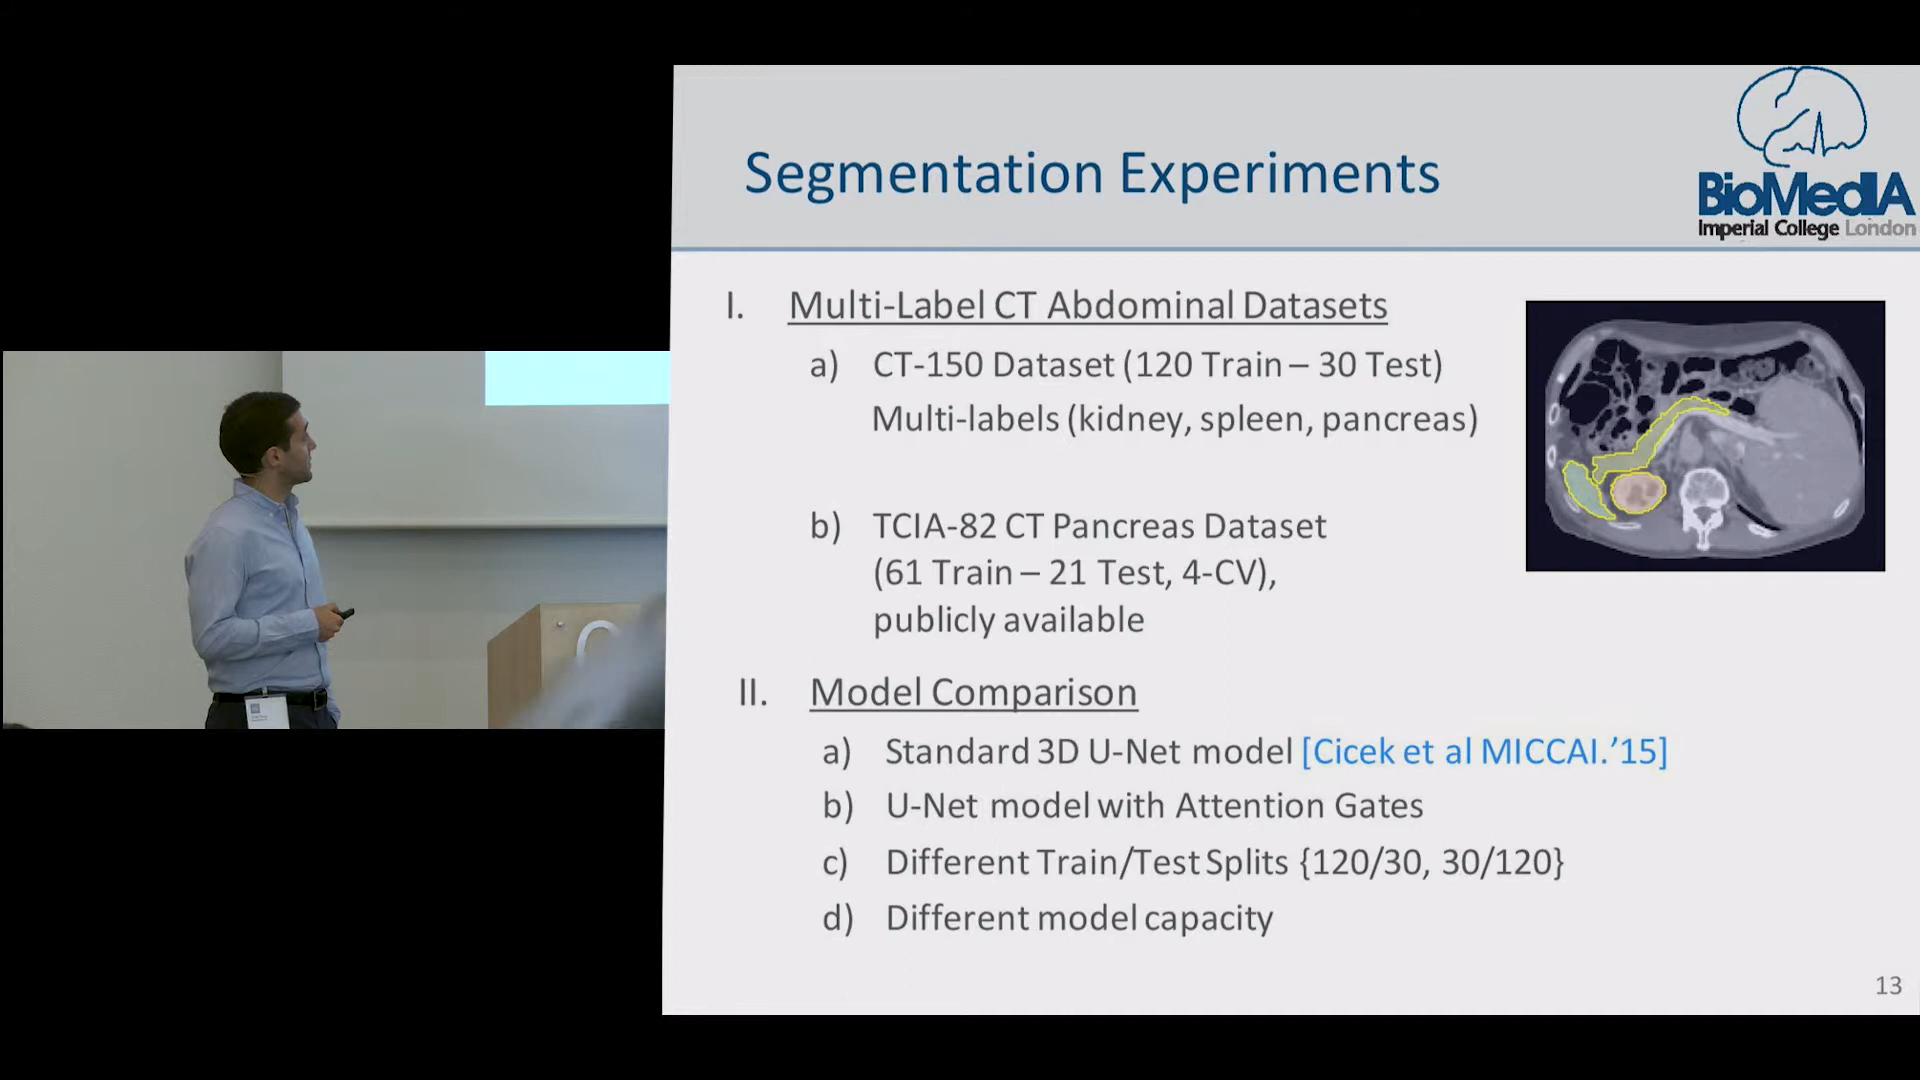 Segmentation Experiments
BioMedIA
Imperial College London
I. Multi-Label CT Abdominal Datasets
a) CT-150 Dataset (120 Train – 30 Test)
Multi-labels (kidney, spleen, pancreas)
b) TCIA-82 CT Pancreas Dataset
(61 Train – 21 Test, 4-CV),
publicly available
II. Model Comparison
a) Standard 3D U-Net model [Cicek et al MICCAI.’15]
b) U-Net model with Attention Gates
c) Different Train/Test Splits {120/30, 30/120}
d) Different model capacity
13